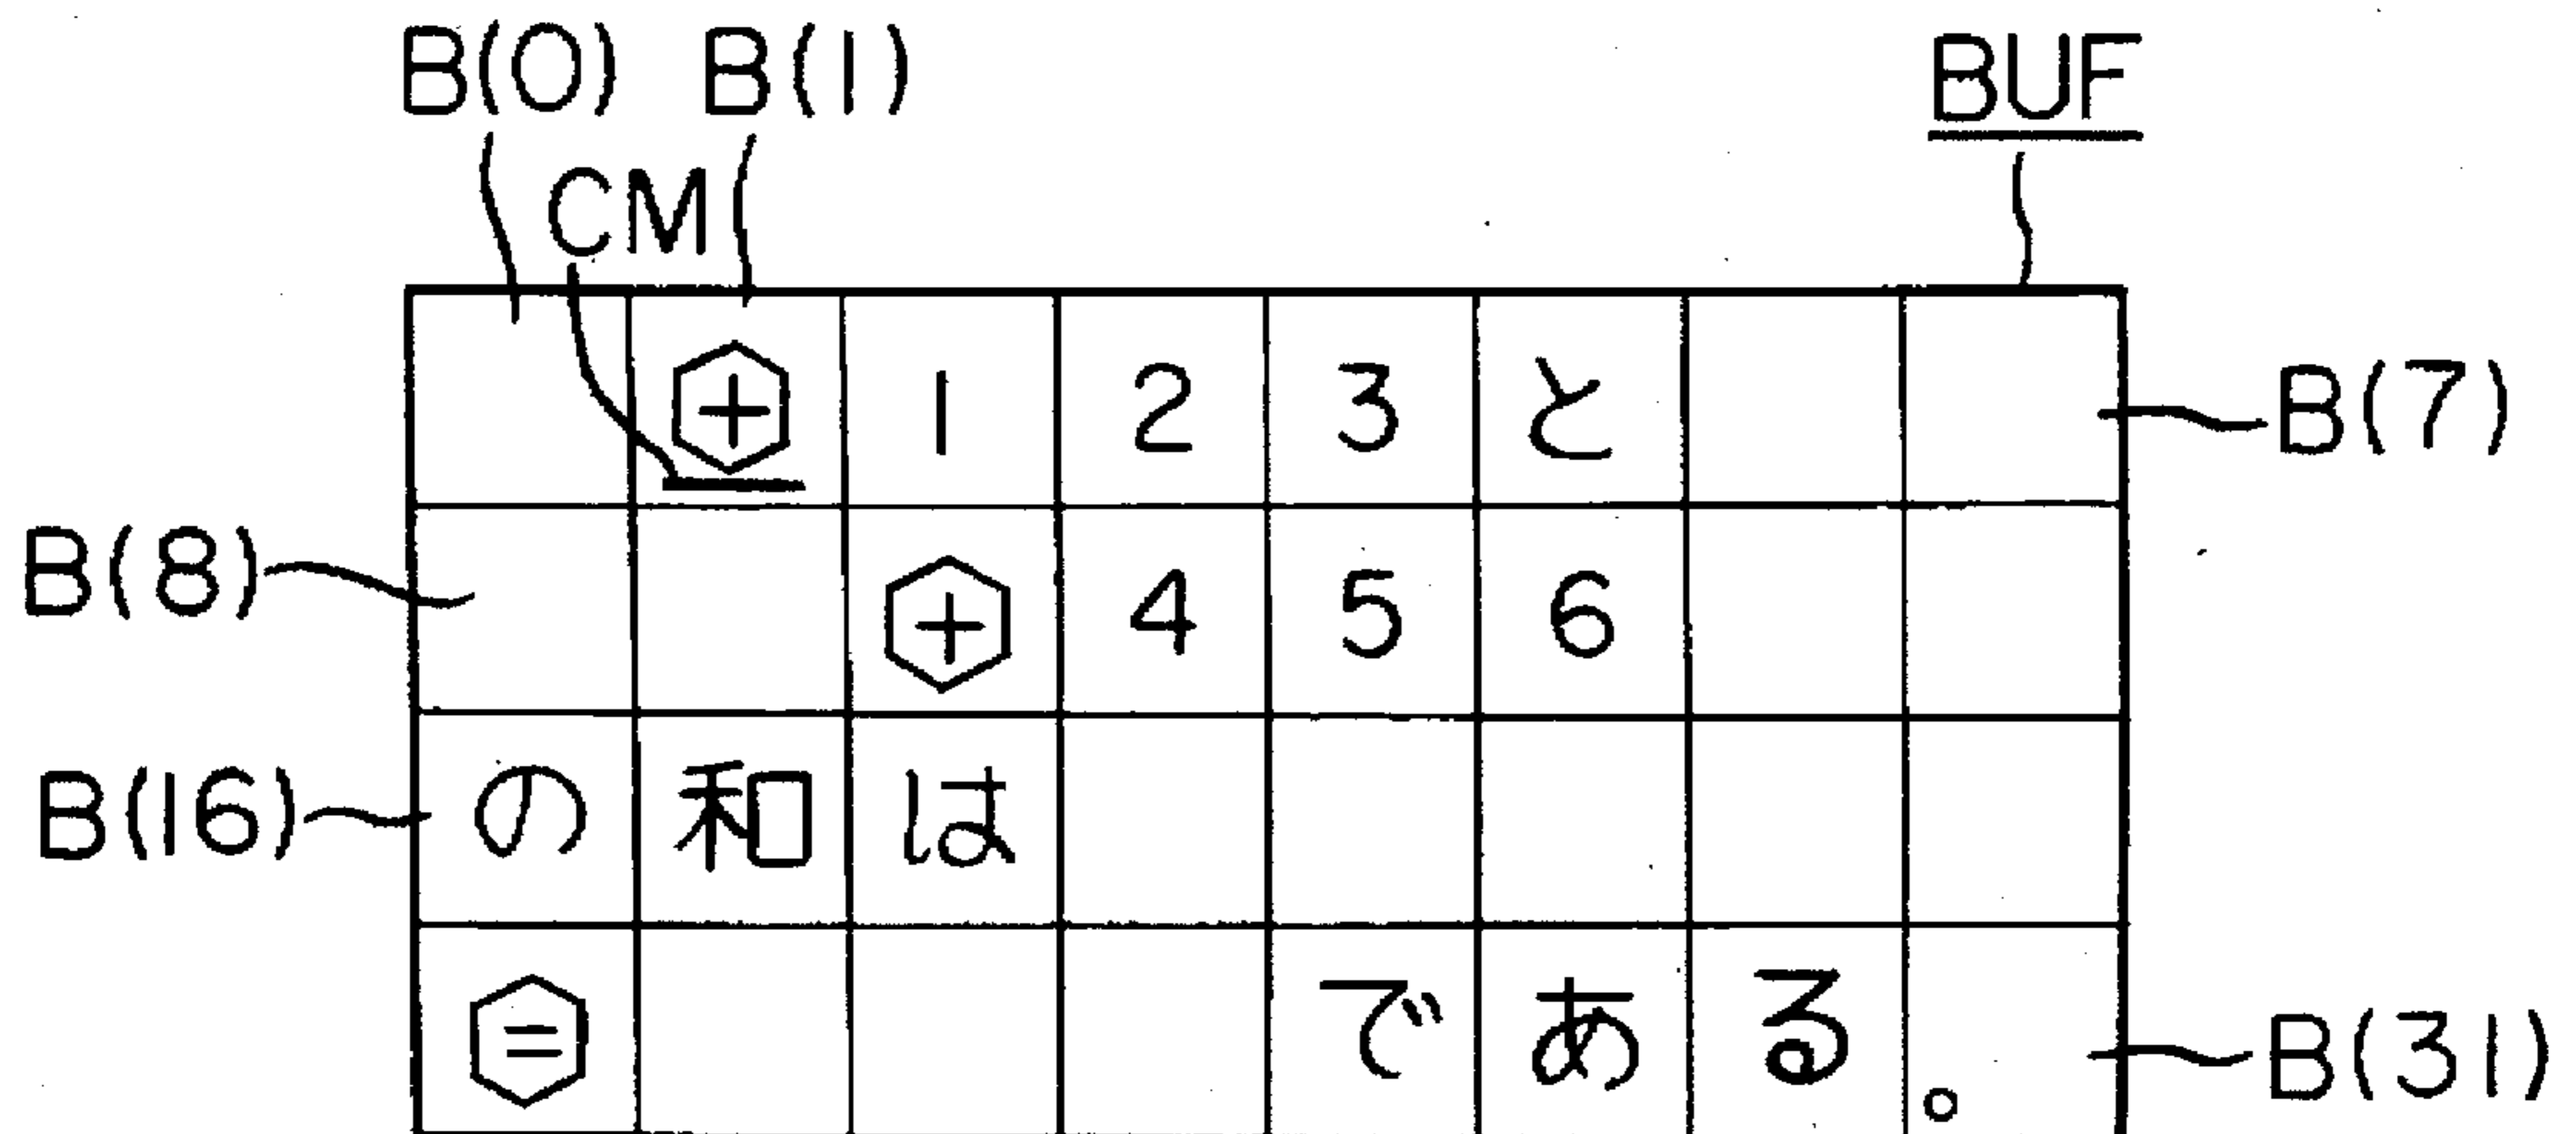 B(0) B(1) BUF
CM
+ 1 2 3 と B(7)
B(8) + 4 5 6
B(16) の 和 は
= で あ る 。 B(31)